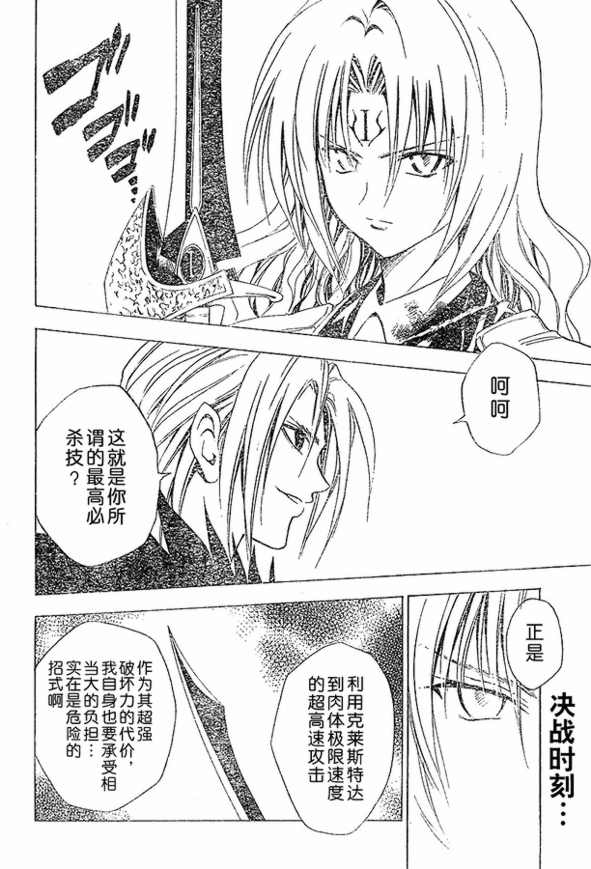 ゴゴゴゴ
呵
呵
这就是你所
谓的最高必
杀技？
正
是
决战时刻…
利用克莱斯特达
到肉体极限速度
的超高速攻击
作为其超强
破坏力的代价，
我自身也要承受相
当大的负担…
实在是危险的
招式啊